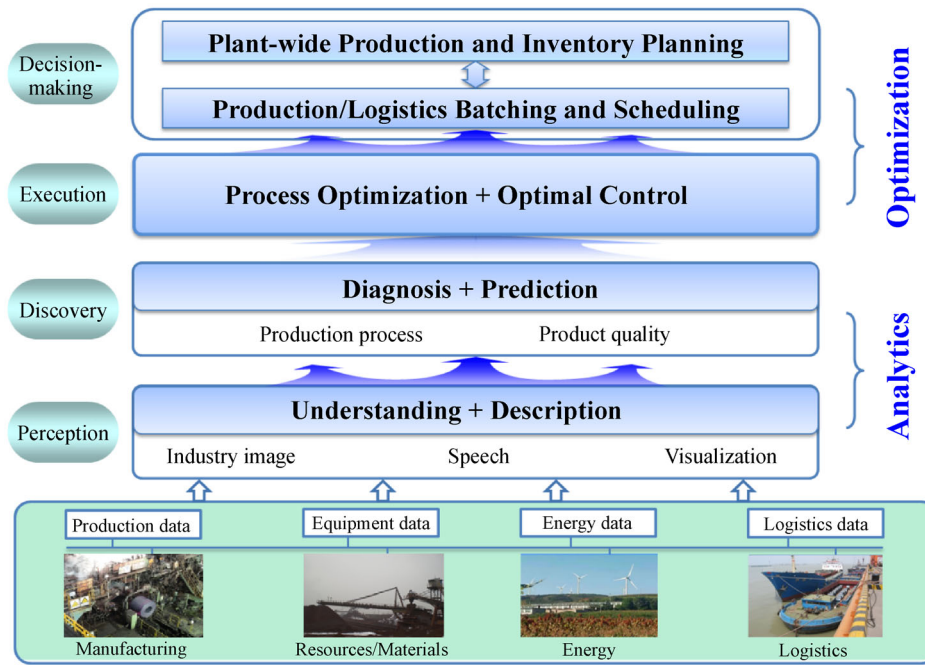 Decision-
making
Plant-wide Production and Inventory Planning
Production/Logistics Batching and Scheduling
Execution
Process Optimization + Optimal Control
Optimization
Discovery
Diagnosis + Prediction
Production process Product quality
Perception
Understanding + Description
Industry image Speech Visualization
Analytics
Production data Equipment data Energy data Logistics data
Manufacturing Resources/Materials Energy Logistics